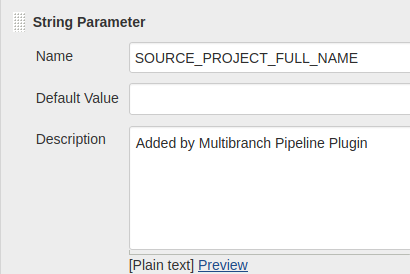 String Parameter
Name
SOURCE_PROJECT_FULL_NAME
Default Value
Description
Added by Multibranch Pipeline Plugin
[Plain text] Preview